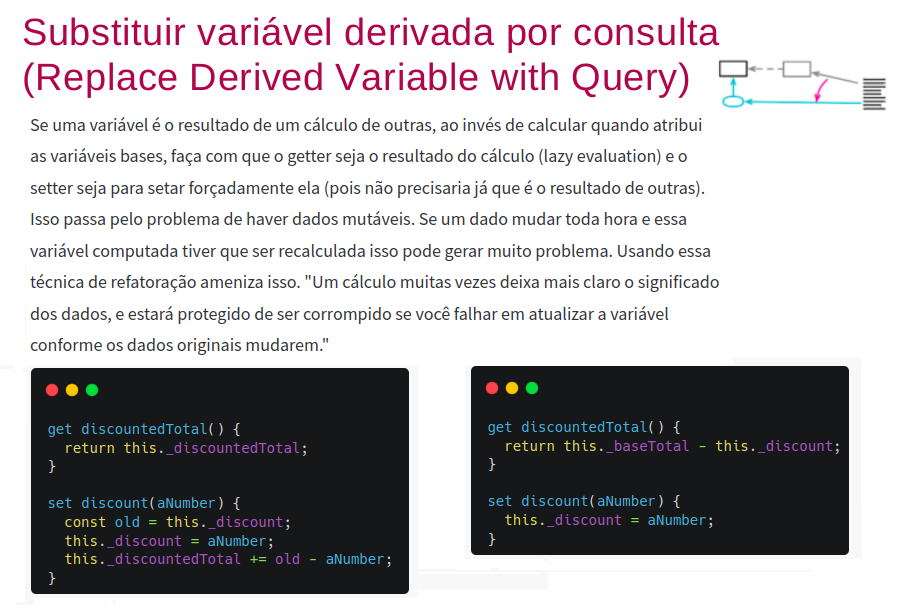 Substituir variável derivada por consulta
(Replace Derived Variable with Query)
Se uma variável é o resultado de um cálculo de outras, ao invés de calcular quando atribui
as variáveis bases, faça com que o getter seja o resultado do cálculo (lazy evaluation) e o
setter seja para setar forçadamente ela (pois não precisaria já que é o resultado de outras).
Isso passa pelo problema de haver dados mutáveis. Se um dado mudar toda hora e essa
variável computada tiver que ser recalculada isso pode gerar muito problema. Usando essa
técnica de refatoração ameniza isso. "Um cálculo muitas vezes deixa mais claro o significado
dos dados, e estará protegido de ser corrompido se você falhar em atualizar a variável
conforme os dados originais mudarem."
get discountedTotal() {
  return this._discountedTotal;
}
set discount(aNumber) {
  const old = this._discount;
  this._discount = aNumber;
  this._discountedTotal += old - aNumber;
}
get discountedTotal() {
  return this._baseTotal - this._discount;
}
set discount(aNumber) {
  this._discount = aNumber;
}